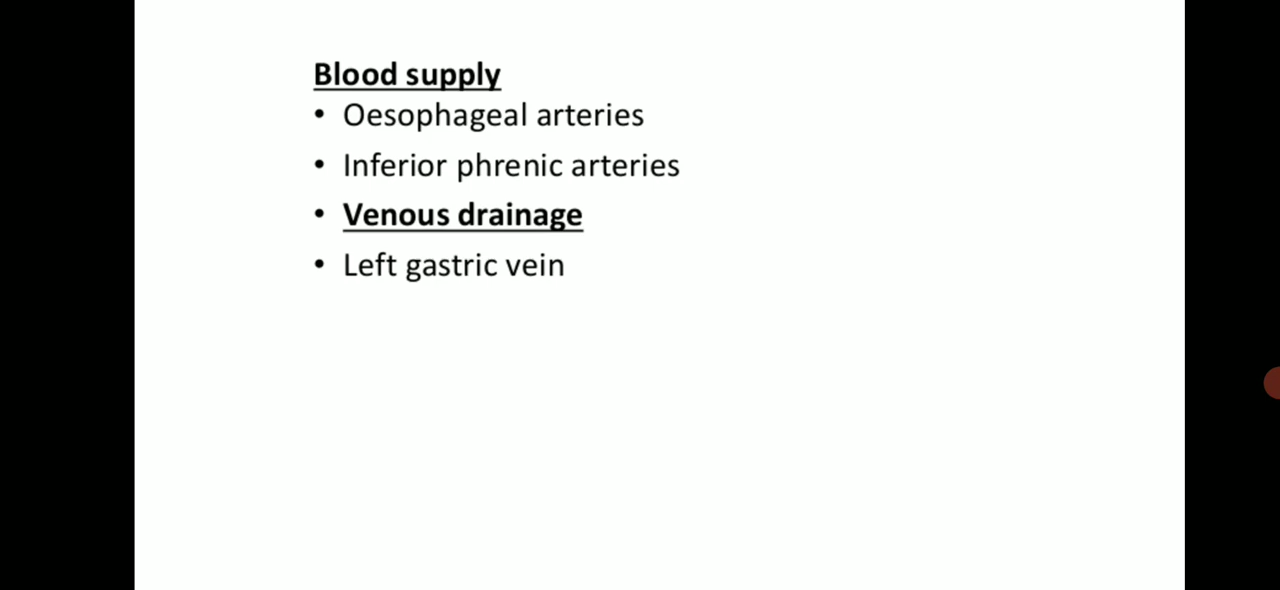 Blood supply
• Oesophageal arteries
• Inferior phrenic arteries
• Venous drainage
• Left gastric vein